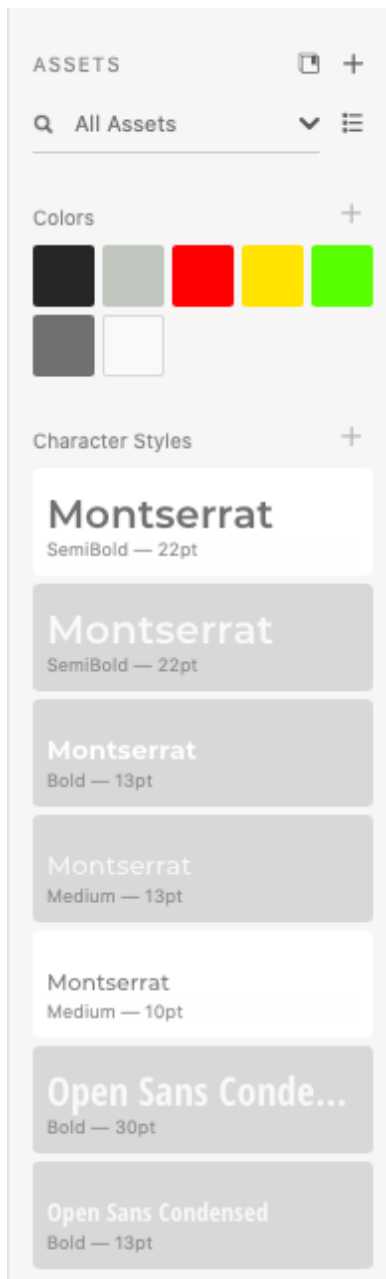 ASSETS
All Assets
Colors
Character Styles
Montserrat
SemiBold — 22pt
Montserrat
SemiBold — 22pt
Montserrat
Bold — 13pt
Montserrat
Medium — 13pt
Montserrat
Medium — 10pt
Open Sans Conde...
Bold — 30pt
Open Sans Condensed
Bold — 13pt